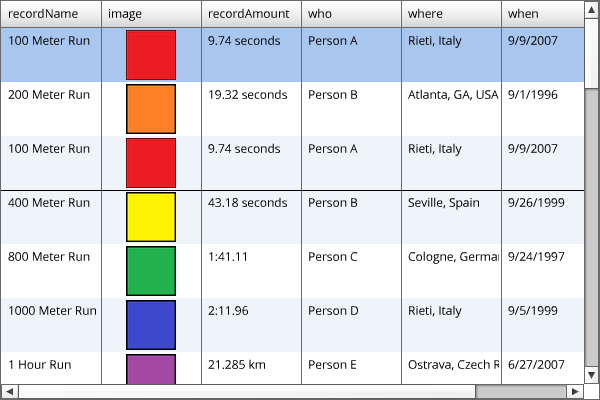 recordName image recordAmount who where when
100 Meter Run 9.74 seconds Person A Rieti, Italy 9/9/2007
200 Meter Run 19.32 seconds Person B Atlanta, GA, USA 9/1/1996
100 Meter Run 9.74 seconds Person A Rieti, Italy 9/9/2007
400 Meter Run 43.18 seconds Person B Seville, Spain 9/26/1999
800 Meter Run 1:41.11 Person C Cologne, Germa 9/24/1997
1000 Meter Run 2:11.96 Person D Rieti, Italy 9/5/1999
1 Hour Run 21.285 km Person E Ostrava, Czech R 6/27/2007